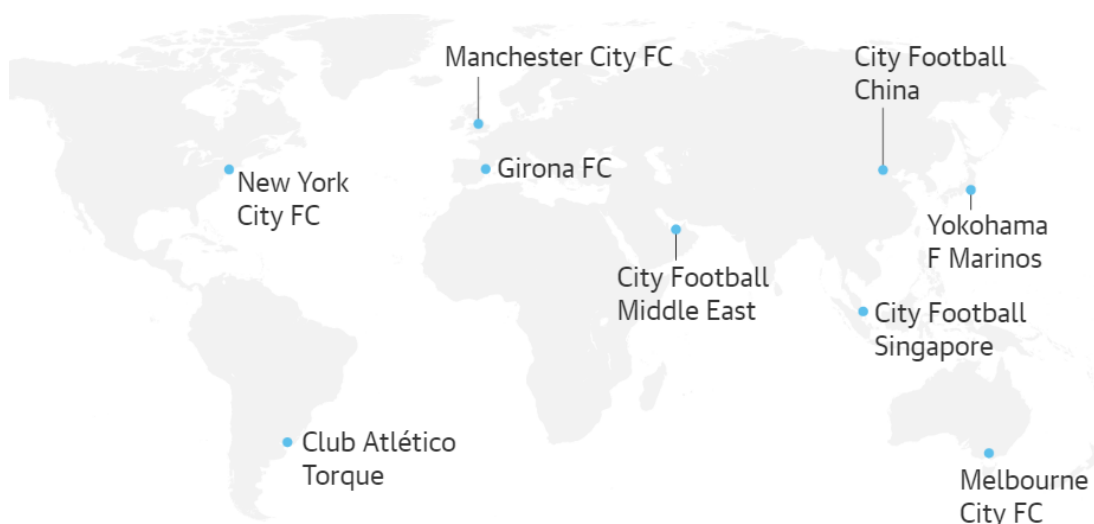 Manchester City FC
City Football
China
Girona FC
New York
City FC
Yokohama
F Marinos
City Football
Middle East
City Football
Singapore
Club Atlético
Torque
Melbourne
City FC